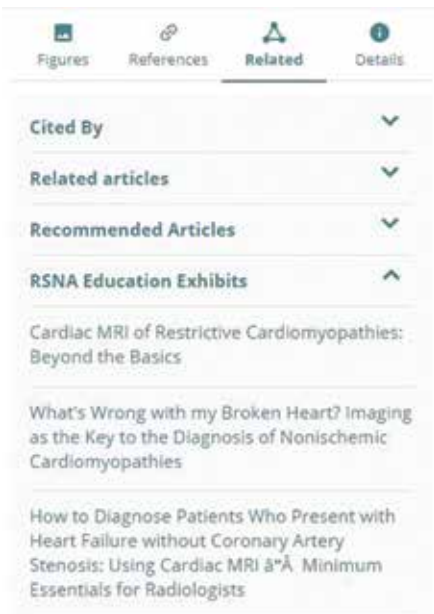 Figures References Related Details
Cited By
Related articles
Recommended Articles
RSNA Education Exhibits
Cardiac MRI of Restrictive Cardiomyopathies:
Beyond the Basics
What's Wrong with my Broken Heart? Imaging
as the Key to the Diagnosis of Nonischemic
Cardiomyopathies
How to Diagnose Patients Who Present with
Heart Failure without Coronary Artery
Stenosis: Using Cardiac MRI â"Â Minimum
Essentials for Radiologists